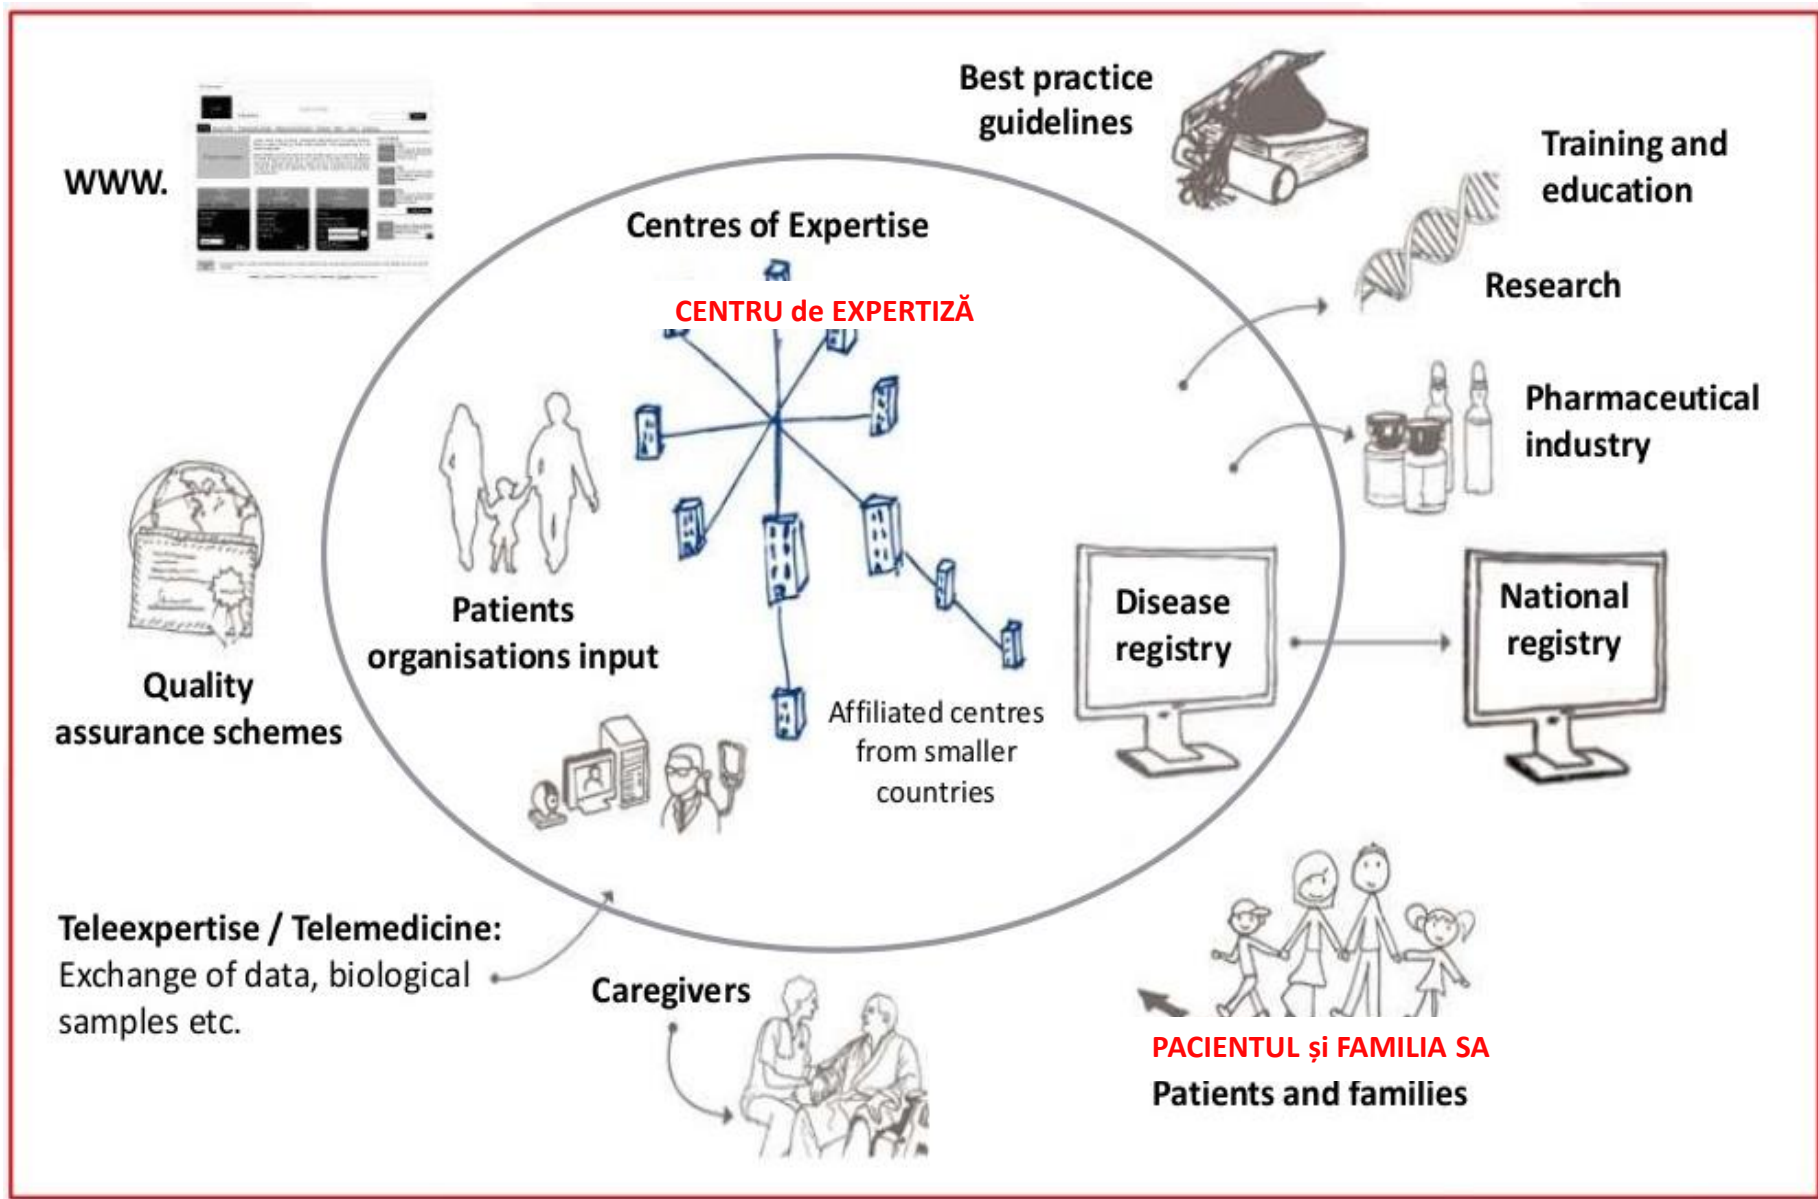 WWW.
Best practice
guidelines
Training and
education
Research
Centres of Expertise
CENTRU de EXPERTIZĂ
Pharmaceutical
industry
Patients
organisations input
Quality
assurance schemes
Disease
registry
National
registry
Affiliated centres
from smaller
countries
Teleexpertise / Telemedicine:
Exchange of data, biological
samples etc.
Caregivers
PACIENTUL și FAMILIA SA
Patients and families